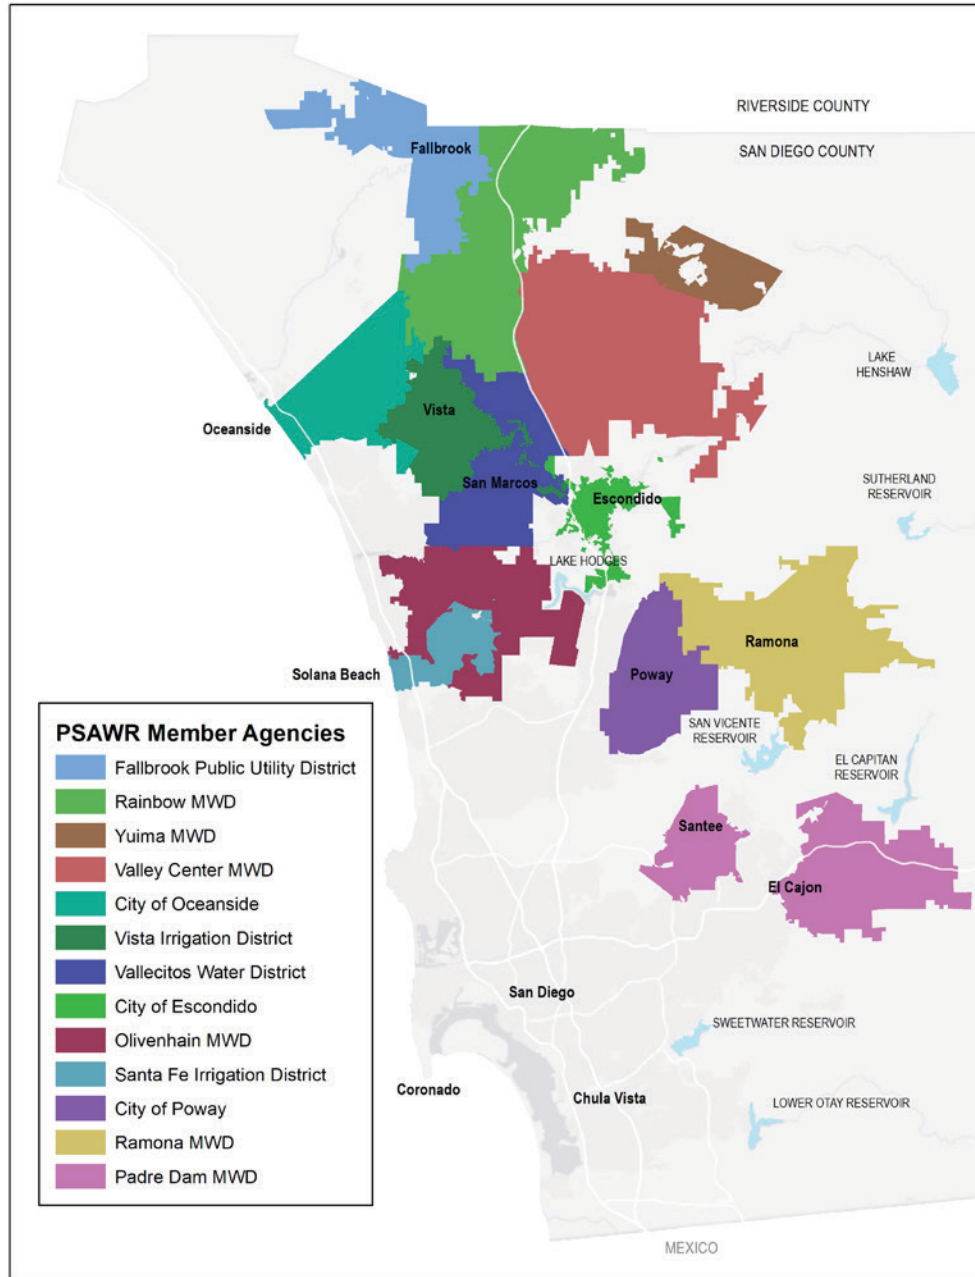 RIVERSIDE COUNTY
SAN DIEGO COUNTY
Fallbrook
LAKE
HENSHAW
Vista
Oceanside
San Marcos
Escondido
SUTHERLAND
RESERVOIR
LAKE HODGES
Ramona
Solana Beach
Poway
SAN VICENTE
RESERVOIR
EL CAPITAN
RESERVOIR
Santee
El Cajon
San Diego
SWEETWATER RESERVOIR
Coronado
Chula Vista
LOWER OTAY RESERVOIR
MEXICO
PSAWR Member Agencies
Fallbrook Public Utility District
Rainbow MWD
Yuima MWD
Valley Center MWD
City of Oceanside
Vista Irrigation District
Vallecitos Water District
City of Escondido
Olivenhain MWD
Santa Fe Irrigation District
City of Poway
Ramona MWD
Padre Dam MWD